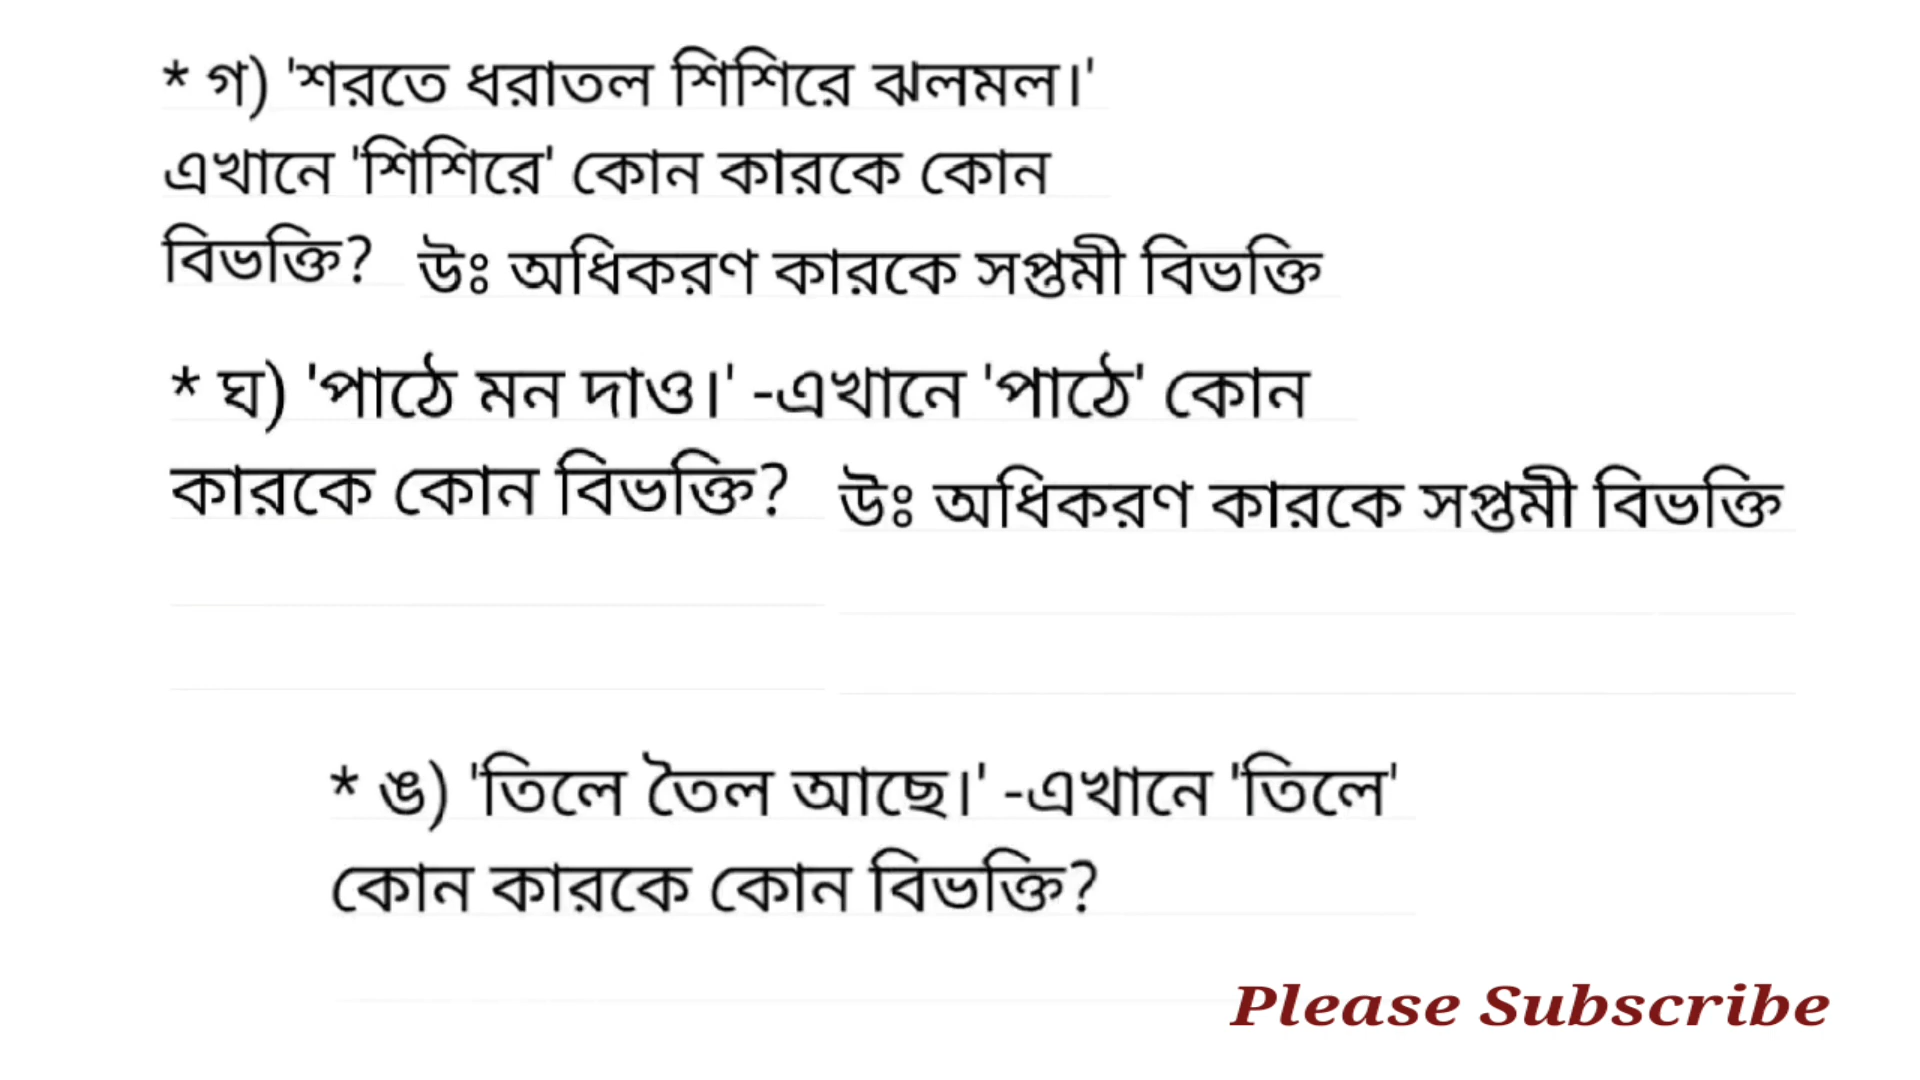 * গ) 'শরতে ধরাতল শিশিরে ঝলমল।'
এখানে 'শিশিরে' কোন কারকে কোন
বিভক্তি? উঃ অধিকরণ কারকে সপ্তমী বিভক্তি
* ঘ) 'পাঠে মন দাও।' -এখানে 'পাঠে' কোন
কারকে কোন বিভক্তি? উঃ অধিকরণ কারকে সপ্তমী বিভক্তি
* ঙ) 'তিলে তৈল আছে।' -এখানে 'তিলে'
কোন কারকে কোন বিভক্তি?
Please Subscribe